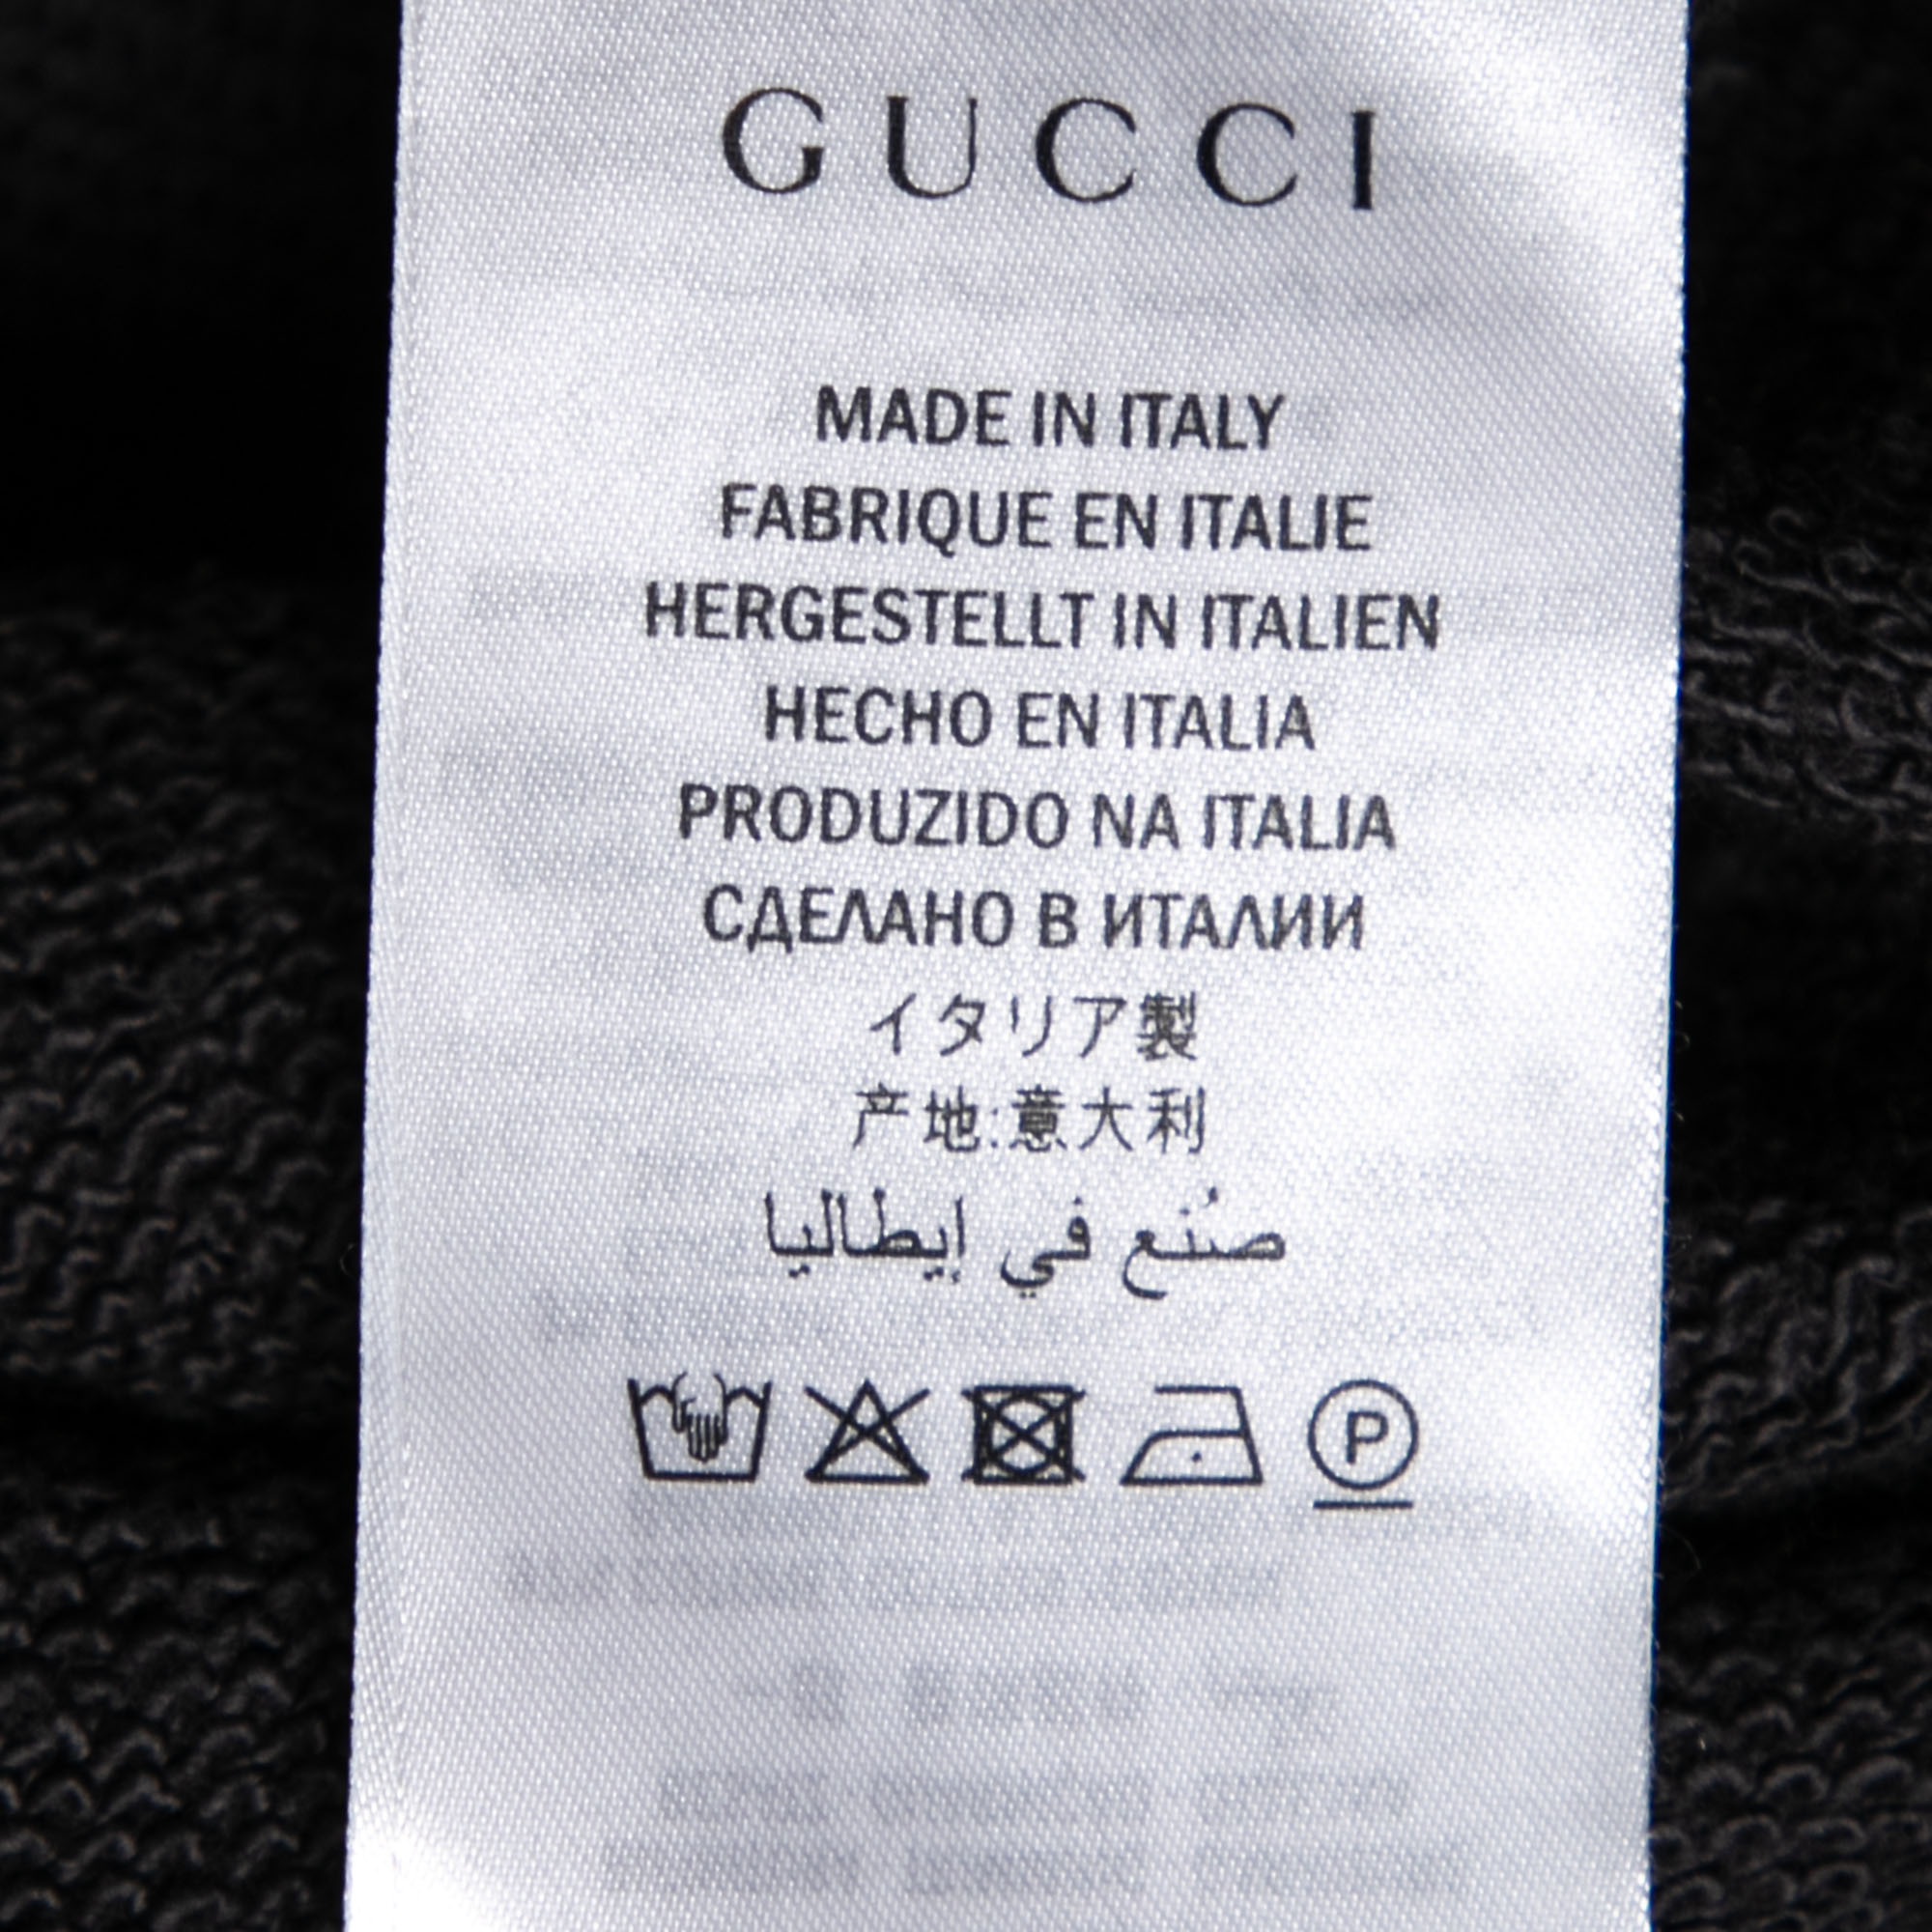 GUCCI
MADE IN ITALY
FABRIQUE EN ITALIE
HERGESTELLT IN ITALIEN
HECHO EN ITALIA
PRODUZIDO NA ITALIA
СДЕЛАНО В ИТАЛИИ
イタリア製
产地:意大利
صُنع في إيطاليا
P